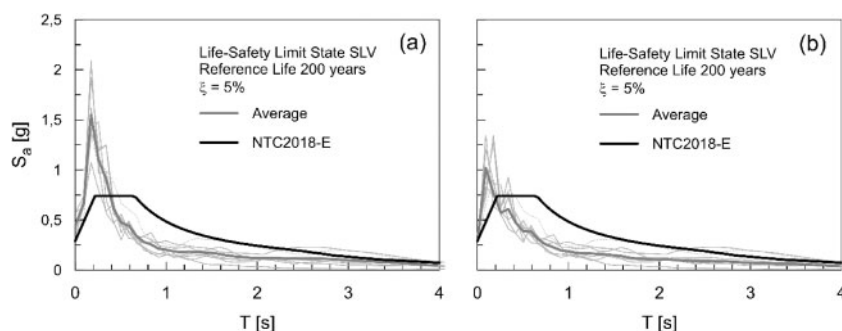 2,5
2
1,5
1
0,5
0
S_a [g]
(a)
Life-Safety Limit State SLV
Reference Life 200 years
ξ = 5%
Average
NTC2018-E
0 1 2 3 4
T [s]
(b)
Life-Safety Limit State SLV
Reference Life 200 years
ξ = 5%
Average
NTC2018-E
0 1 2 3 4
T [s]